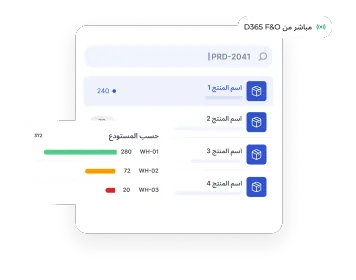 مباشر من D365 F&O
PRD-2041
اسم المنتج 1
240
اسم المنتج 2
اسم المنتج 3
اسم المنتج 4
حسب المستودع
312
WH-01 280
WH-02 72
WH-03 20